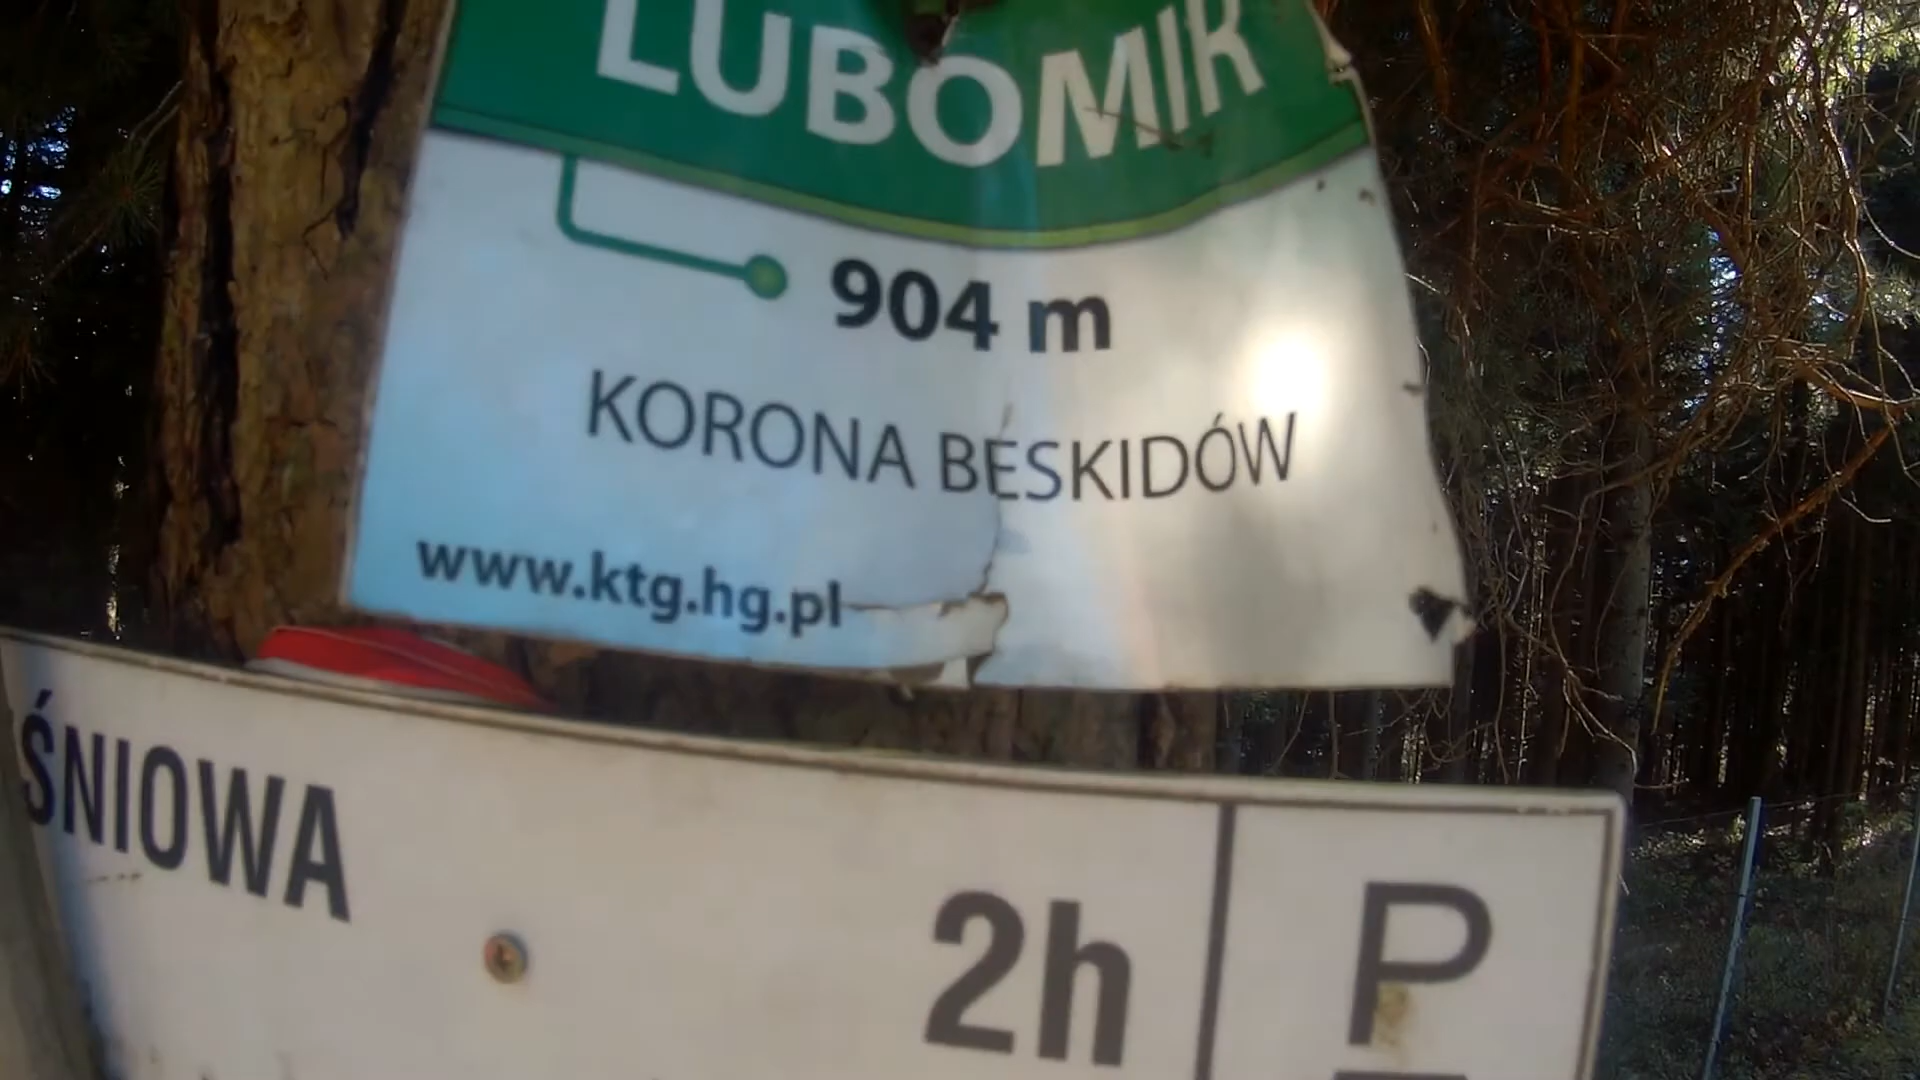 LUBOMIR
904 m
KORONA BESKIDÓW
www.ktg.hg.pl
ŚNIOWA
2h
P